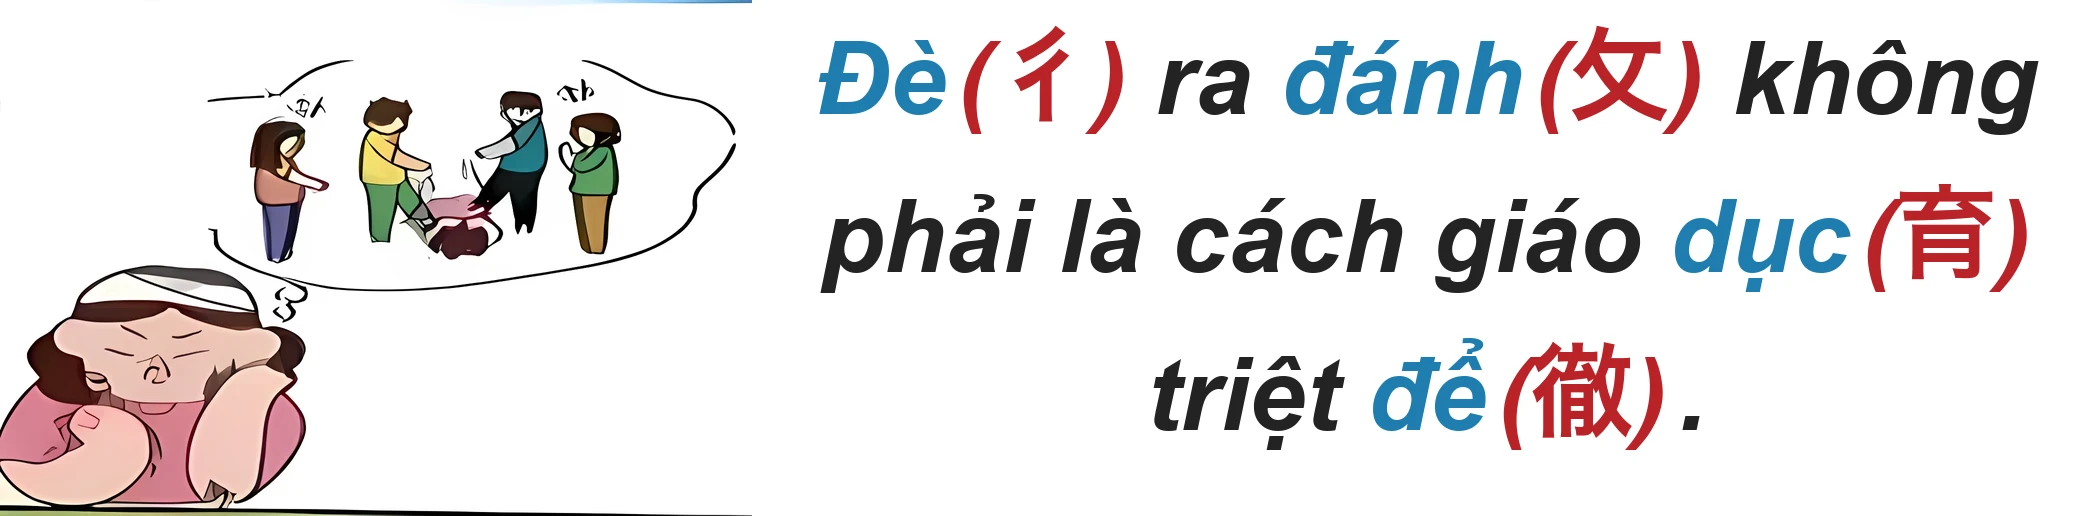 Đè(彳) ra đánh(攵) không
phải là cách giáo dục(育)
triệt để(徹).